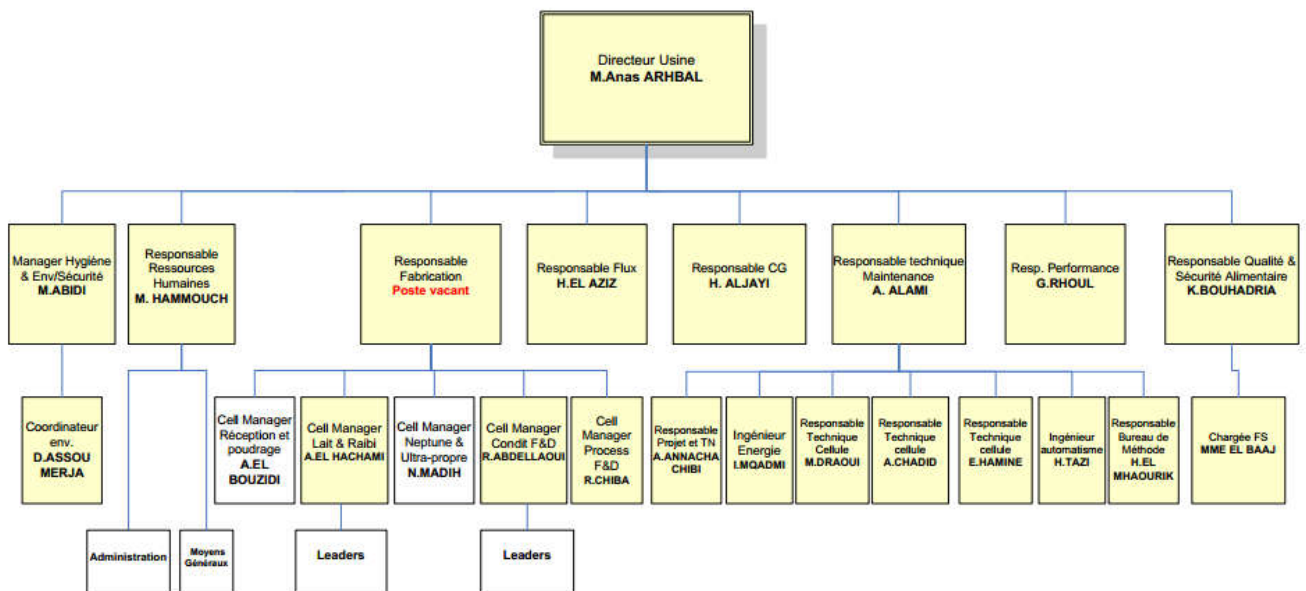 Directeur Usine
M.Anas ARHBAL
Manager Hygiène
& Env/Sécurité
M.ABIDI
Responsable
Ressources
Humaines
M. HAMMOUCH
Responsable
Fabrication
Poste vacant
Responsable Flux
H.EL AZIZ
Responsable CG
H. ALJAYI
Responsable technique
Maintenance
A. ALAMI
Resp. Performance
G.RHOUL
Responsable Qualité &
Sécurité Alimentaire
K.BOUHADRIA
Coordinateur
env.
D.ASSOU
MERJA
Cell Manager
Réception et
poudrage
A.EL
BOUZIDI
Cell Manager
Lait & Raibi
A.EL HACHAMI
Cell Manager
Neptune &
Ultra-propre
N.MADIH
Cell Manager
Condit F&D
R.ABDELLAOUI
Cell
Manager
Process
F&D
R.CHIBA
Responsable
Projet et TN
A.ANNACHA
CHIBI
Ingénieur
Energie
I.MQADMI
Responsable
Technique
Cellule
M.DRAOUI
Responsable
Technique
cellule
A.CHADID
Responsable
Technique
cellule
E.HAMINE
Ingénieur
automatisme
H.TAZI
Responsable
Bureau de
Méthode
H.EL
MHAOURIK
Chargée FS
MME EL BAAJ
Administration
Moyens
Généraux
Leaders
Leaders